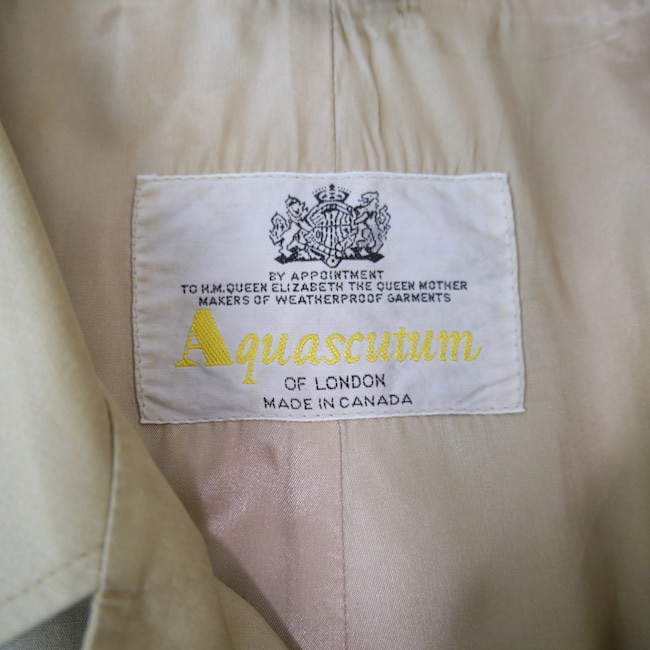 BY APPOINTMENT
TO H.M.QUEEN ELIZABETH THE QUEEN MOTHER
MAKERS OF WEATHERPROOF GARMENTS
Aquascutum
OF LONDON
MADE IN CANADA